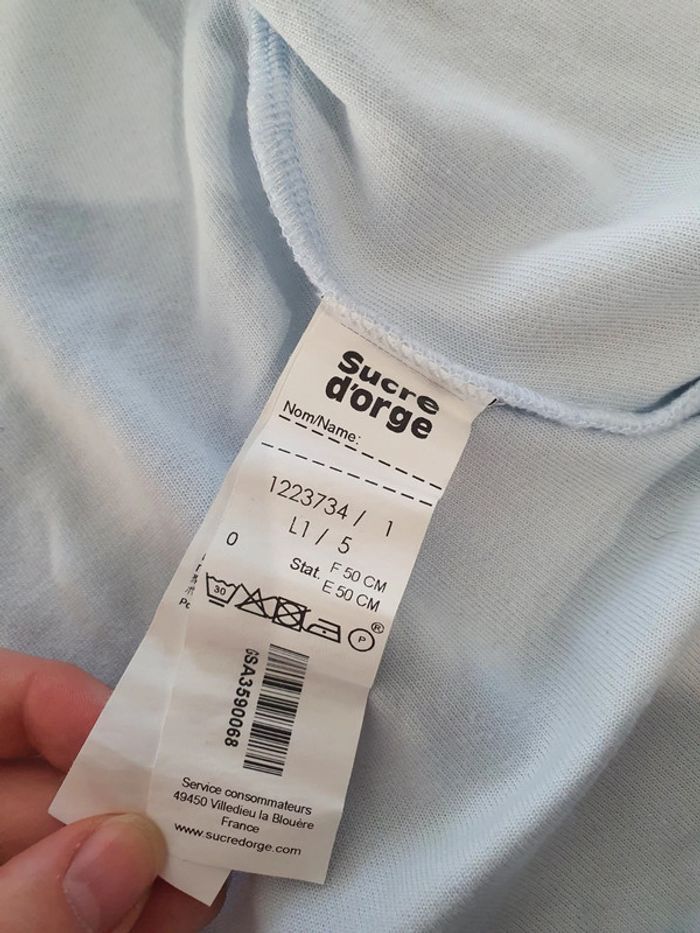 Sucre
d'orge
Nom/Name:
1223734 / 1
L1 / 5
0
Stat. F 50 CM
E 50 CM
30
P
®
GSA3590068
Service consommateurs
49450 Villedieu la Blouère
France
www.sucredorge.com